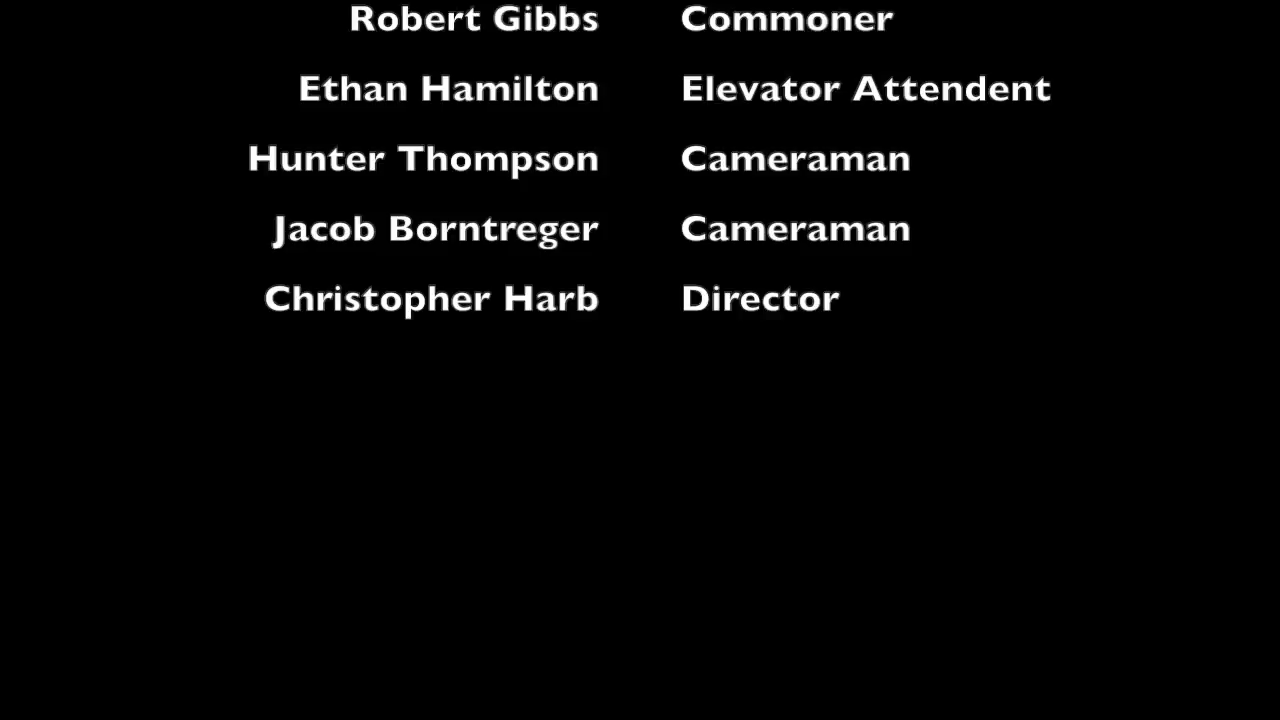 Robert Gibbs Commoner
Ethan Hamilton Elevator Attendent
Hunter Thompson Cameraman
Jacob Borntreger Cameraman
Christopher Harb Director